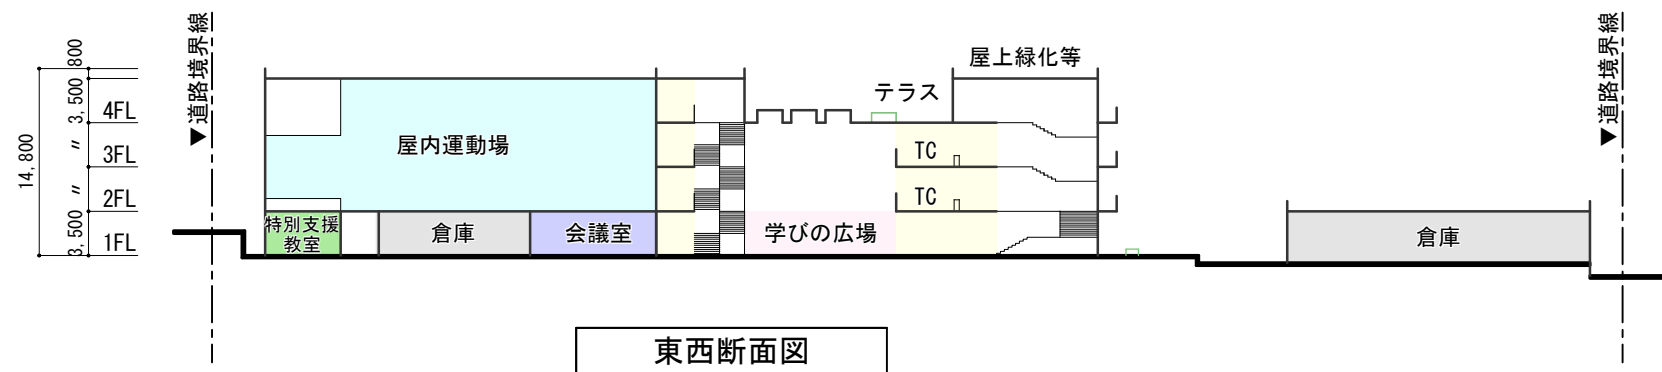 ▼道路境界線
800
3,500
〃
〃
3,500
14,800
4FL
3FL
2FL
1FL
屋上緑化等
テラス
屋内運動場
TC
TC
特別支援
教室
倉庫
会議室
学びの広場
倉庫
▼道路境界線
東西断面図